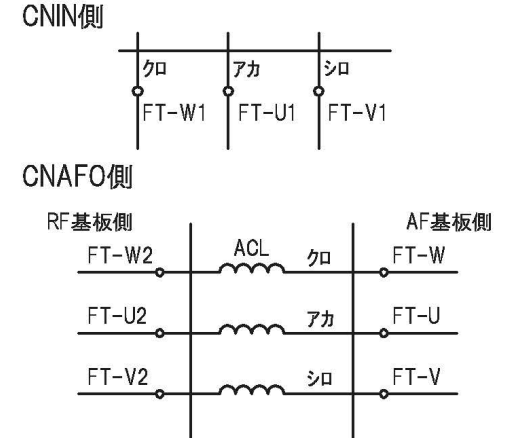 CNIN側
クロ アカ シロ
FT-W1 FT-U1 FT-V1
CNAFO側
RF基板側 AF基板側
FT-W2 ACL クロ FT-W
FT-U2 アカ FT-U
FT-V2 シロ FT-V